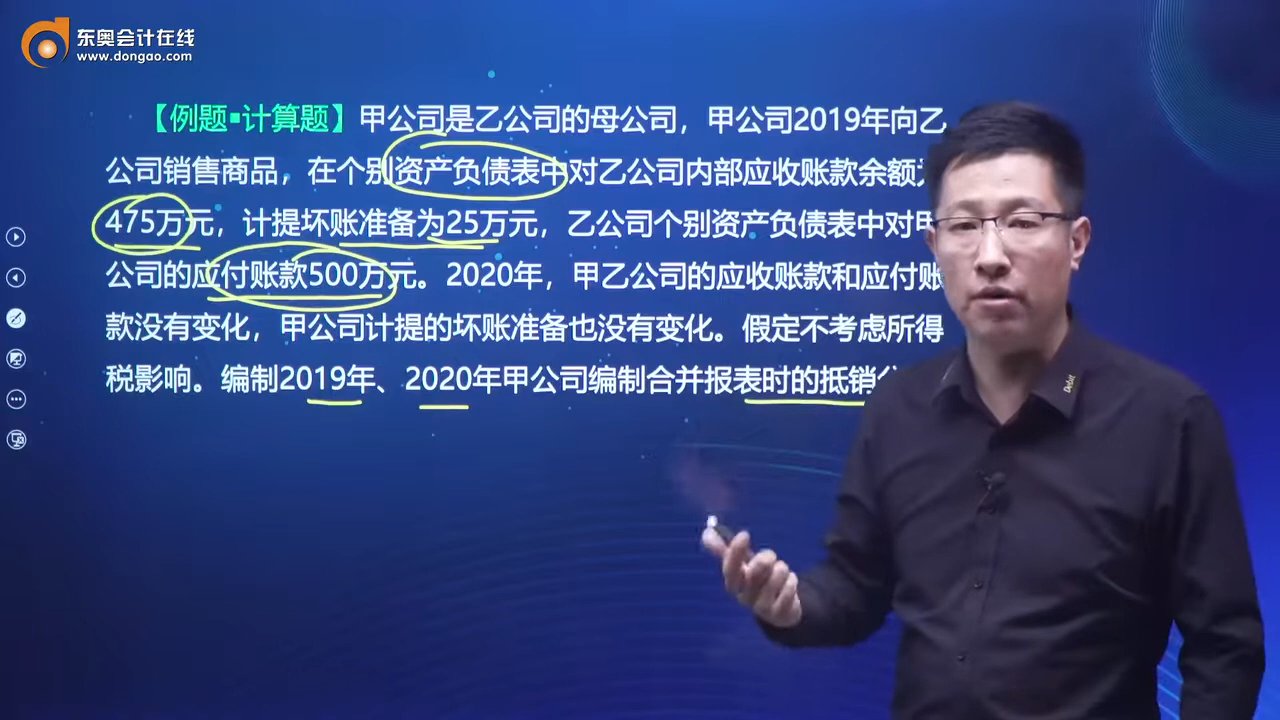 东奥会计在线
www.dongao.com
【例题▪计算题】甲公司是乙公司的母公司，甲公司2019年向乙
公司销售商品，在个别资产负债表中对乙公司内部应收账款余额
475万元，计提坏账准备为25万元，乙公司个别资产负债表中对甲
公司的应付账款500万元。2020年，甲乙公司的应收账款和应付账
款没有变化，甲公司计提的坏账准备也没有变化。假定不考虑所得
税影响。编制2019年、2020年甲公司编制合并报表时的抵销
Debit